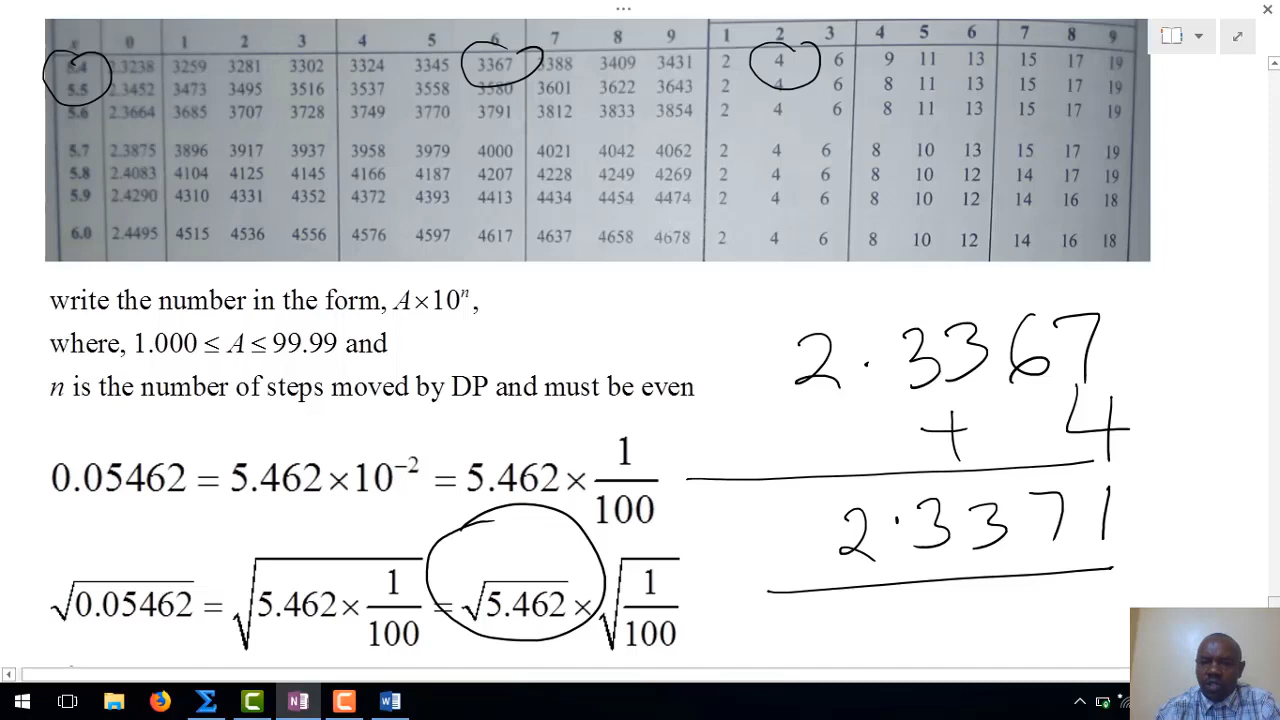 x 0 1 2 3 4 5 6 7 8 9 1 2 3 4 5 6 7 8 9
5.4 2.3238 3259 3281 3302 3324 3345 3367 3388 3409 3431 2 4 6 9 11 13 15 17 19
5.5 2.3452 3473 3495 3516 3537 3558 3580 3601 3622 3643 2 4 6 8 11 13 15 17 19
5.6 2.3664 3685 3707 3728 3749 3770 3791 3812 3833 3854 2 4 6 8 11 13 15 17 19
5.7 2.3875 3896 3917 3937 3958 3979 4000 4021 4042 4062 2 4 6 8 10 13 15 17 19
5.8 2.4083 4104 4125 4145 4166 4187 4207 4228 4249 4269 2 4 6 8 10 12 14 17 19
5.9 2.4290 4310 4331 4352 4372 4393 4413 4434 4454 4474 2 4 6 8 10 12 14 16 18
6.0 2.4495 4515 4536 4556 4576 4597 4617 4637 4658 4678 2 4 6 8 10 12 14 16 18
write the number in the form, A×10ⁿ,
where, 1.000 ≤ A ≤ 99.99 and
n is the number of steps moved by DP and must be even
0.05462 = 5.462×10⁻² = 5.462× 1/100
√0.05462 = √(5.462× 1/100) = √5.462 × √(1/100)
2.3367
+ 4
2.3371